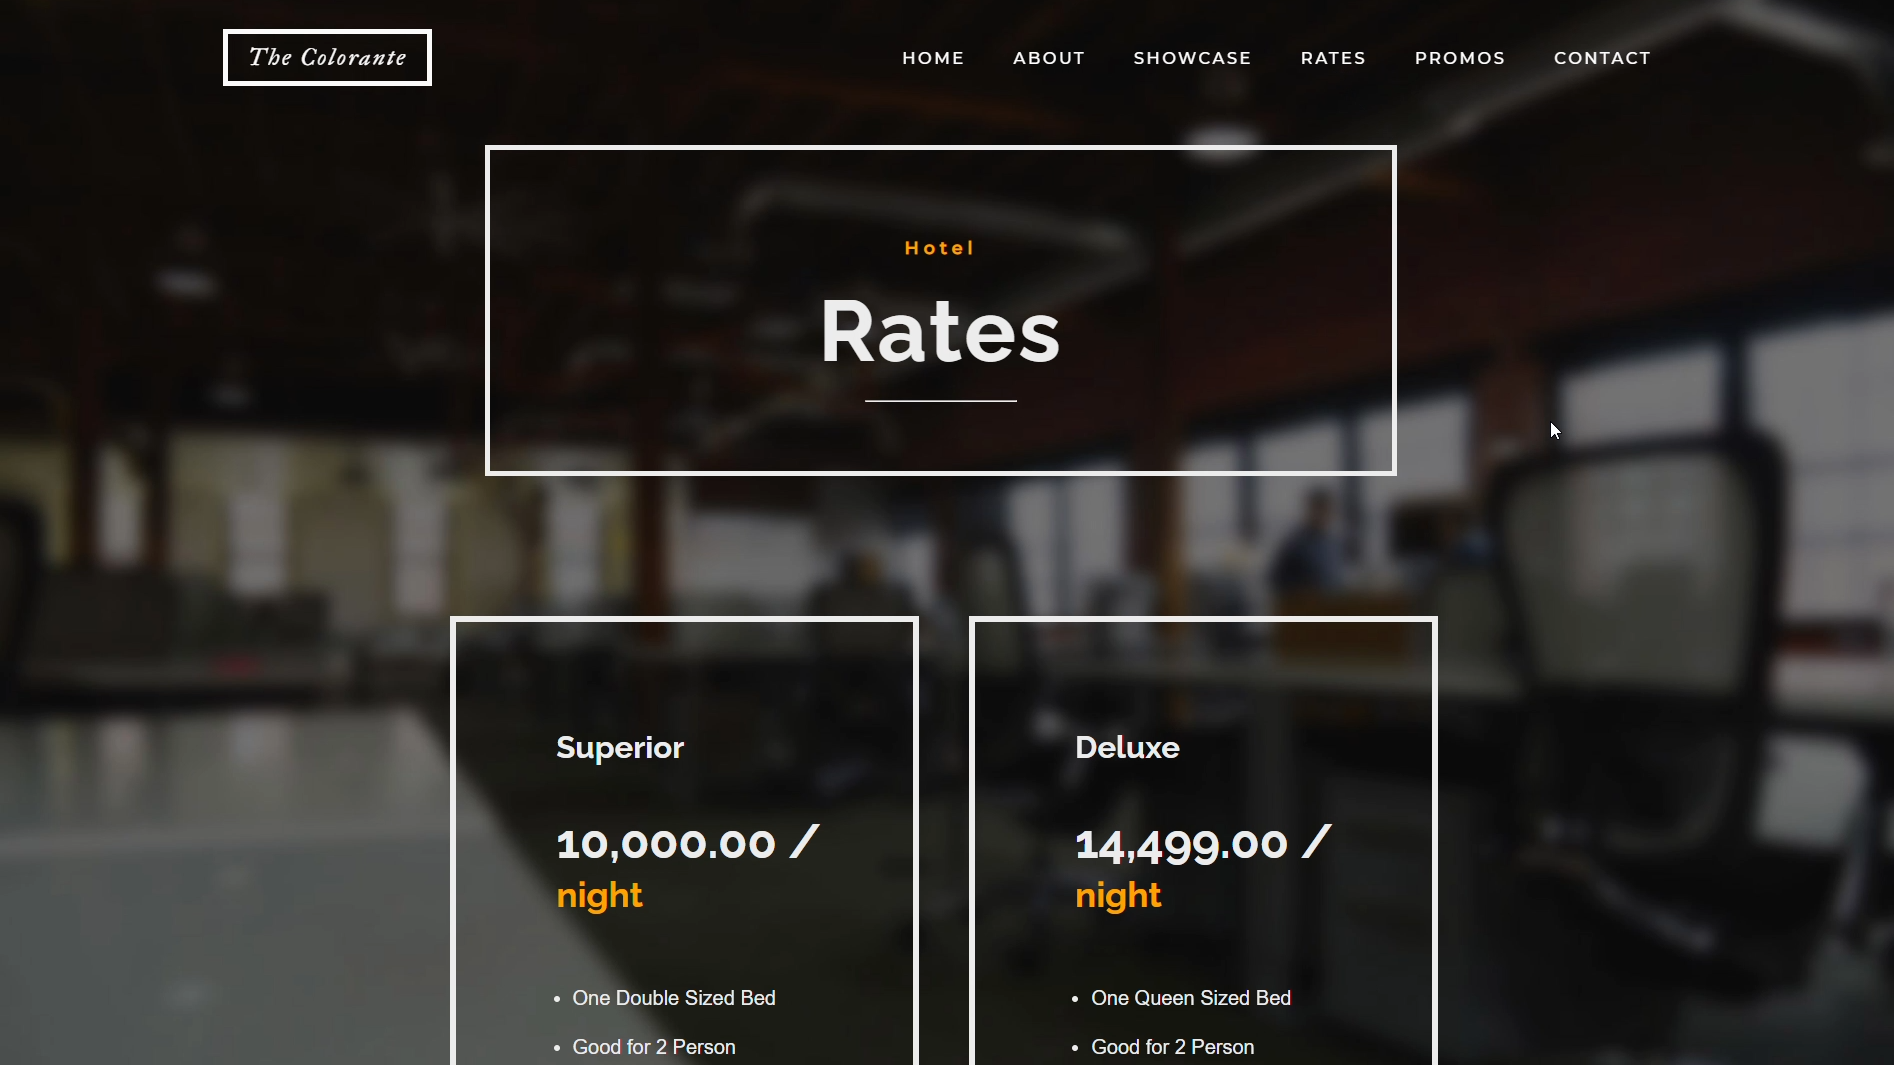 The Colorante
HOME ABOUT SHOWCASE RATES PROMOS CONTACT
Hotel
Rates
Superior
10,000.00 /
night
• One Double Sized Bed
• Good for 2 Person
Deluxe
14,499.00 /
night
• One Queen Sized Bed
• Good for 2 Person